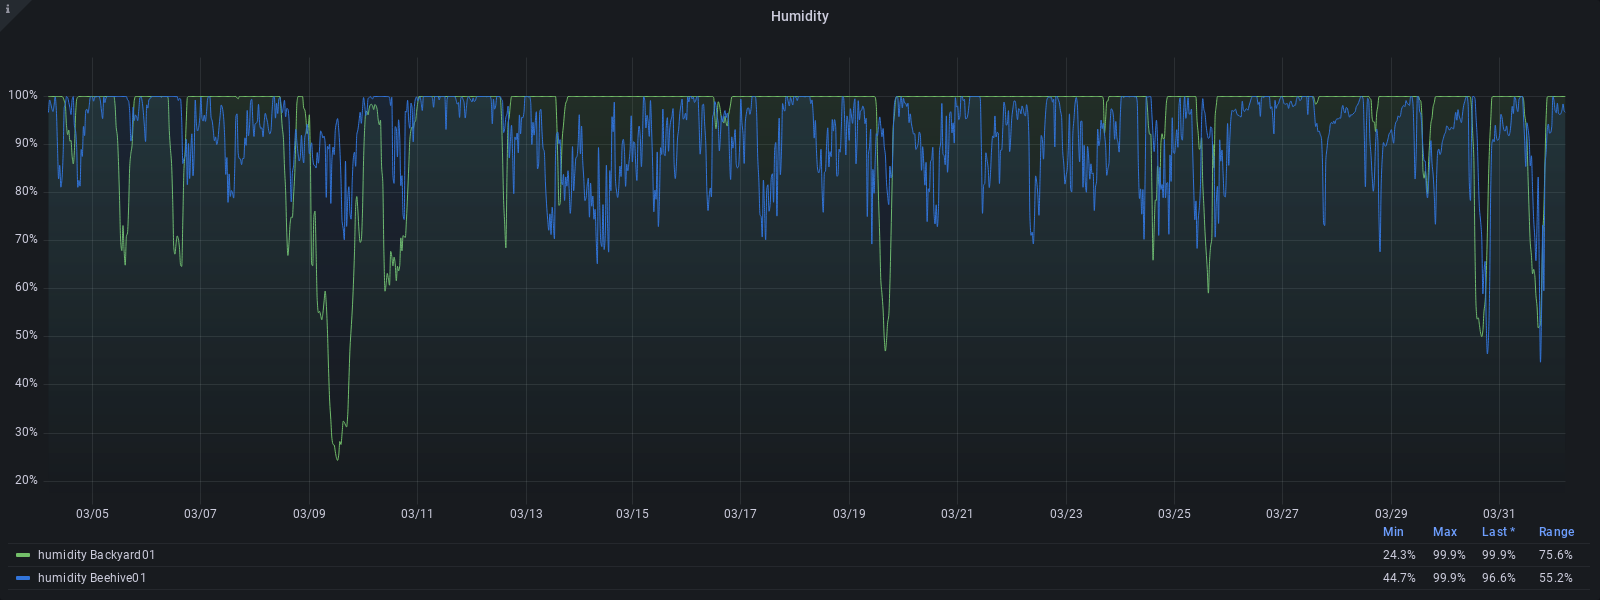 i
Humidity
100%
90%
80%
70%
60%
50%
40%
30%
20%
03/05 03/07 03/09 03/11 03/13 03/15 03/17 03/19 03/21 03/23 03/25 03/27 03/29 03/31
Min Max Last * Range
humidity Backyard01 24.3% 99.9% 99.9% 75.6%
humidity Beehive01 44.7% 99.9% 96.6% 55.2%